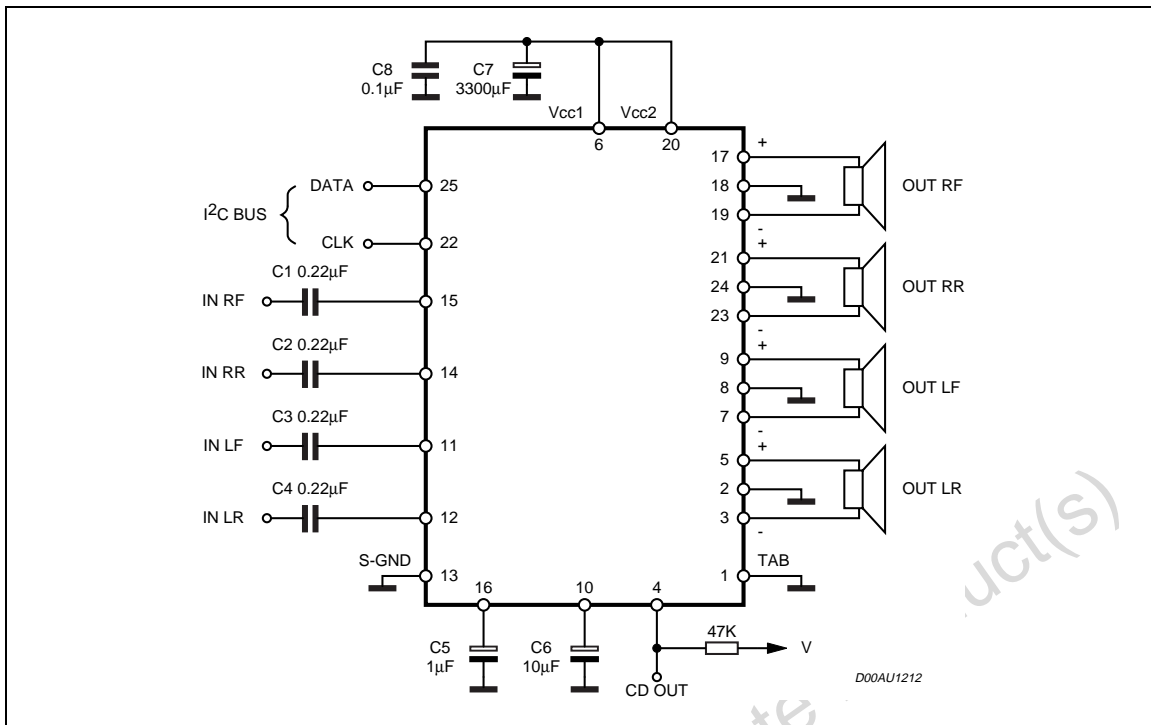 C8
0.1µF
C7
3300µF
Vcc1
Vcc2
6
20
I2C BUS
DATA
25
CLK
22
C1 0.22µF
IN RF
15
C2 0.22µF
IN RR
14
C3 0.22µF
IN LF
11
C4 0.22µF
IN LR
12
S-GND
13
17
+
18
19
-
OUT RF
21
+
24
23
-
OUT RR
9
+
8
7
-
OUT LF
5
+
2
3
-
OUT LR
1
TAB
16
10
4
C5
1µF
C6
10µF
47K
V
CD OUT
D00AU1212
uct(s)
te